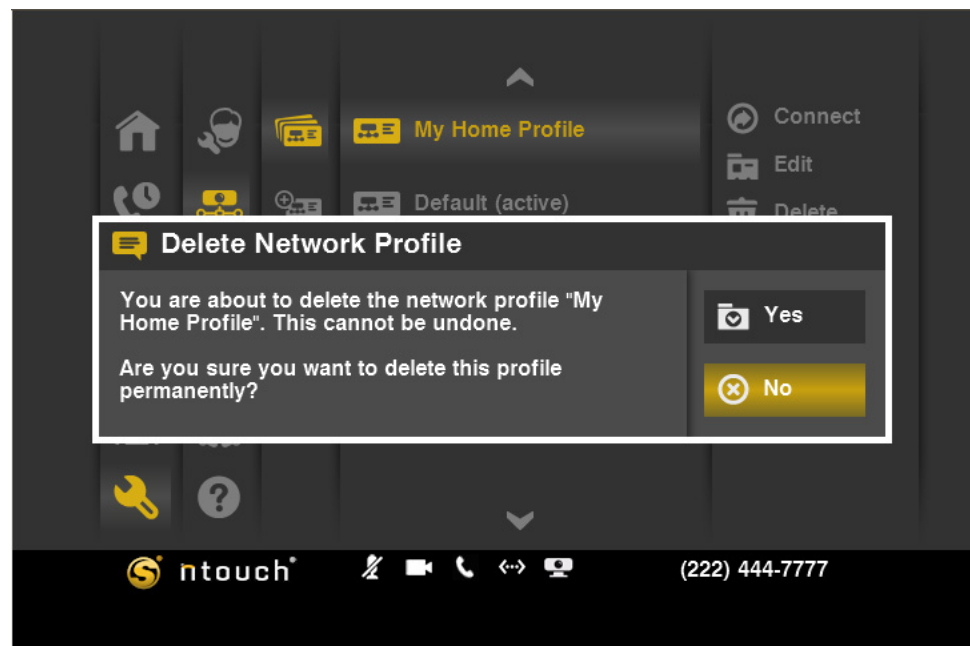 My Home Profile
Connect
Edit
Default (active)
Delete
Delete Network Profile
You are about to delete the network profile "My
Home Profile". This cannot be undone.
Are you sure you want to delete this profile
permanently?
Yes
No
ntouch
(222) 444-7777